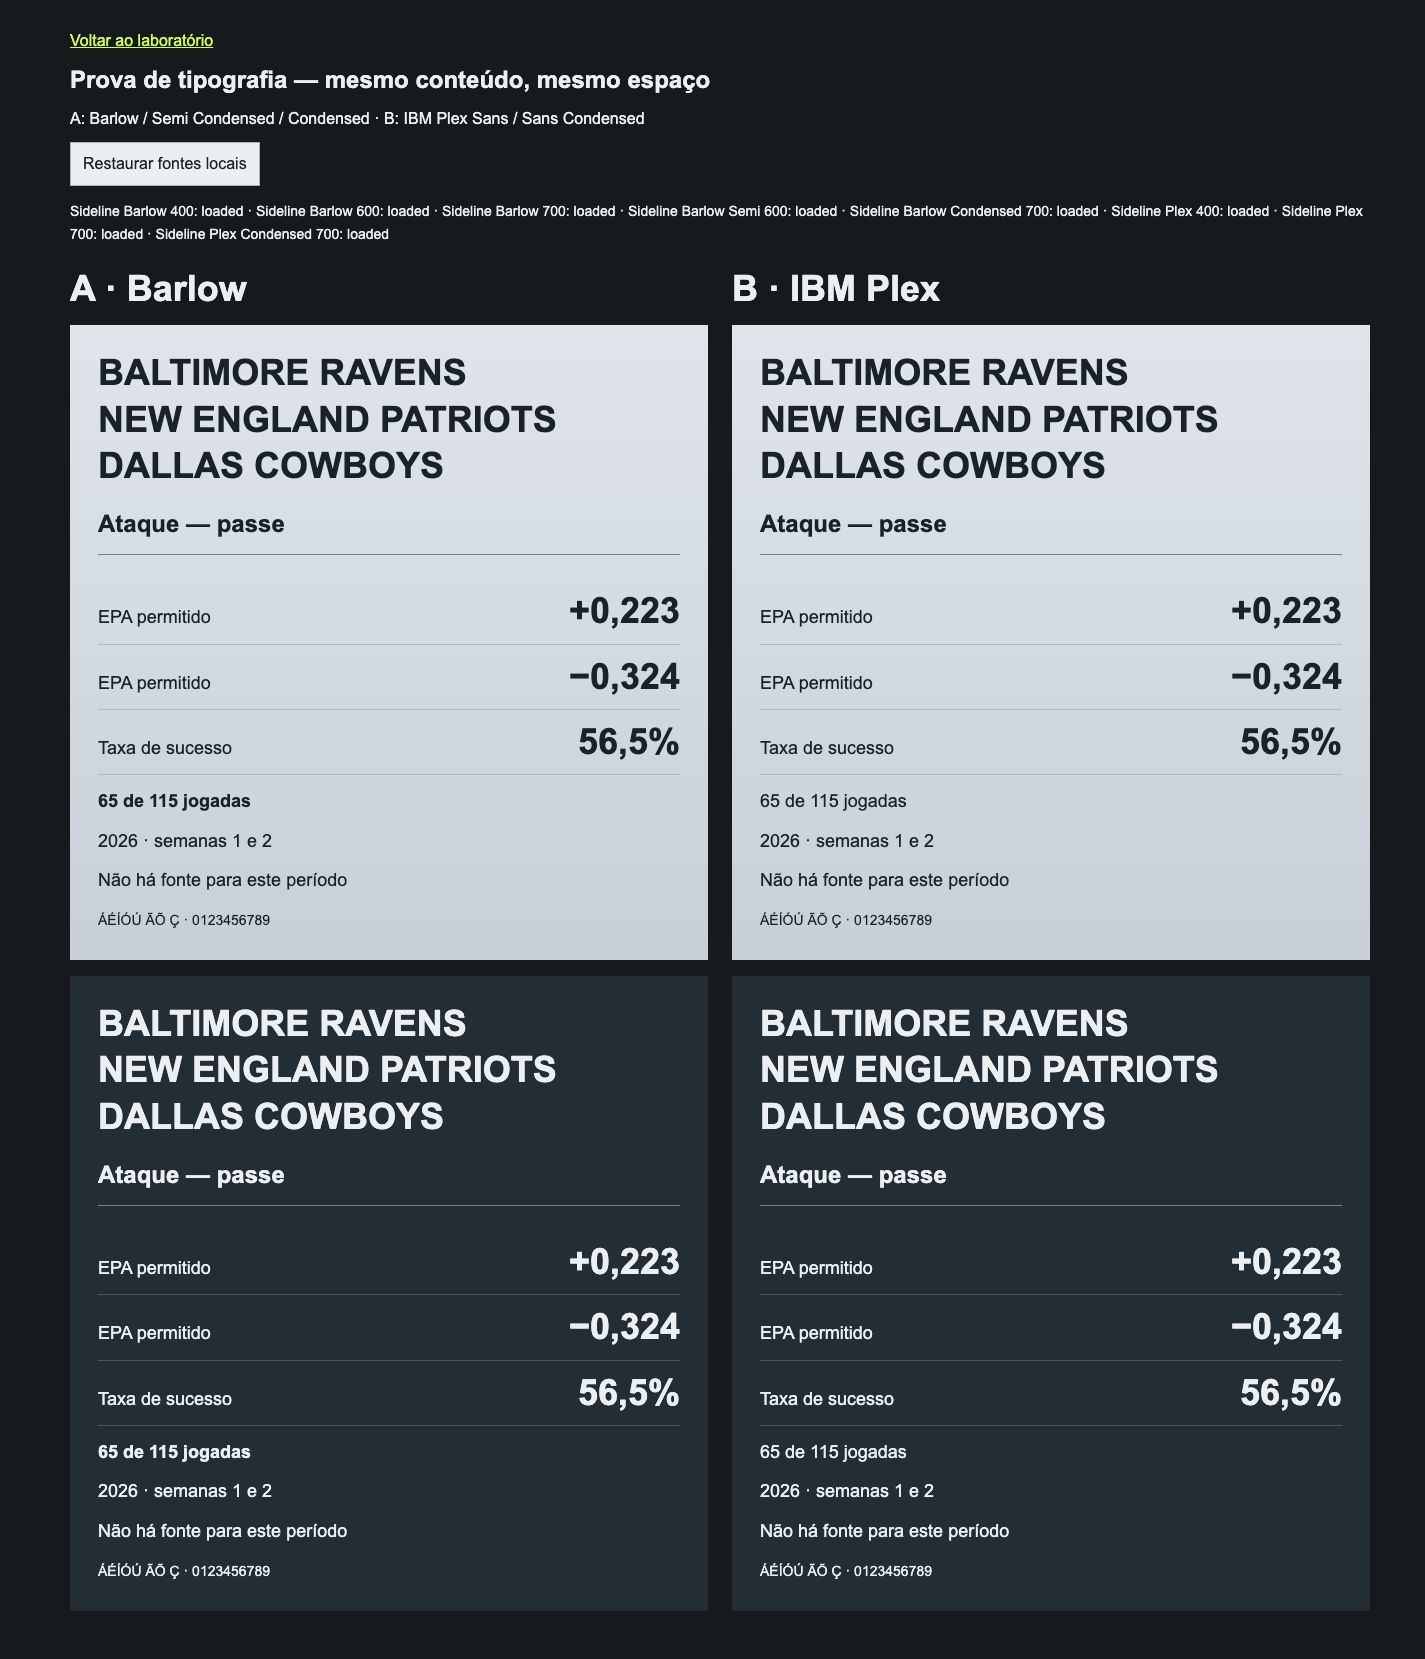 Voltar ao laboratório
Prova de tipografia — mesmo conteúdo, mesmo espaço
A: Barlow / Semi Condensed / Condensed · B: IBM Plex Sans / Sans Condensed
Restaurar fontes locais
Sideline Barlow 400: loaded · Sideline Barlow 600: loaded · Sideline Barlow 700: loaded · Sideline Barlow Semi 600: loaded · Sideline Barlow Condensed 700: loaded · Sideline Plex 400: loaded · Sideline Plex
700: loaded · Sideline Plex Condensed 700: loaded
A · Barlow
BALTIMORE RAVENS
NEW ENGLAND PATRIOTS
DALLAS COWBOYS
Ataque — passe
EPA permitido +0,223
EPA permitido −0,324
Taxa de sucesso 56,5%
65 de 115 jogadas
2026 · semanas 1 e 2
Não há fonte para este período
ÁÉÍÓÚ ÃÕ Ç · 0123456789
BALTIMORE RAVENS
NEW ENGLAND PATRIOTS
DALLAS COWBOYS
Ataque — passe
EPA permitido +0,223
EPA permitido −0,324
Taxa de sucesso 56,5%
65 de 115 jogadas
2026 · semanas 1 e 2
Não há fonte para este período
ÁÉÍÓÚ ÃÕ Ç · 0123456789
B · IBM Plex
BALTIMORE RAVENS
NEW ENGLAND PATRIOTS
DALLAS COWBOYS
Ataque — passe
EPA permitido +0,223
EPA permitido −0,324
Taxa de sucesso 56,5%
65 de 115 jogadas
2026 · semanas 1 e 2
Não há fonte para este período
ÁÉÍÓÚ ÃÕ Ç · 0123456789
BALTIMORE RAVENS
NEW ENGLAND PATRIOTS
DALLAS COWBOYS
Ataque — passe
EPA permitido +0,223
EPA permitido −0,324
Taxa de sucesso 56,5%
65 de 115 jogadas
2026 · semanas 1 e 2
Não há fonte para este período
ÁÉÍÓÚ ÃÕ Ç · 0123456789